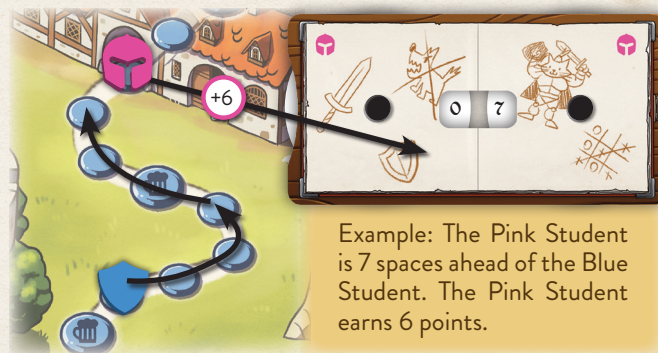 +6
0 7
Example: The Pink Student
is 7 spaces ahead of the Blue
Student. The Pink Student
earns 6 points.